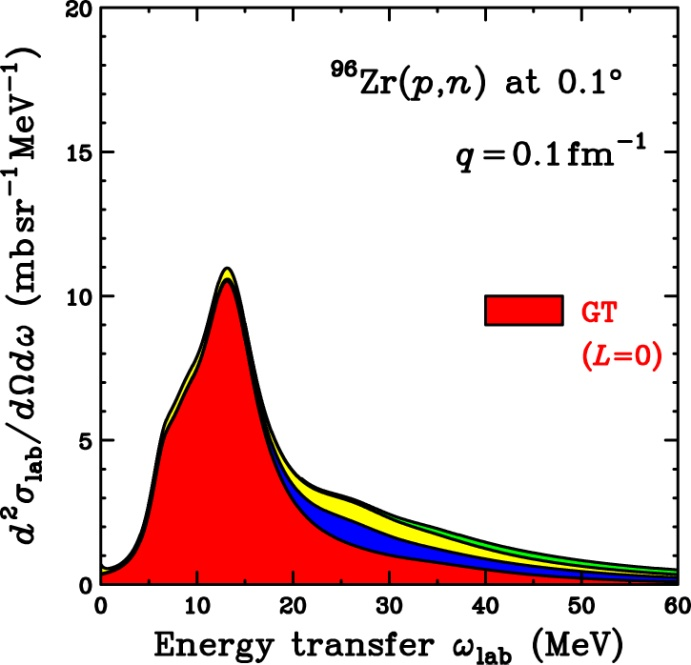 20
15
10
5
0
d²σ_lab/dΩdω (mb sr⁻¹ MeV⁻¹)
⁹⁶Zr(p,n) at 0.1°
q=0.1 fm⁻¹
GT
(L=0)
0 10 20 30 40 50 60
Energy transfer ω_lab (MeV)